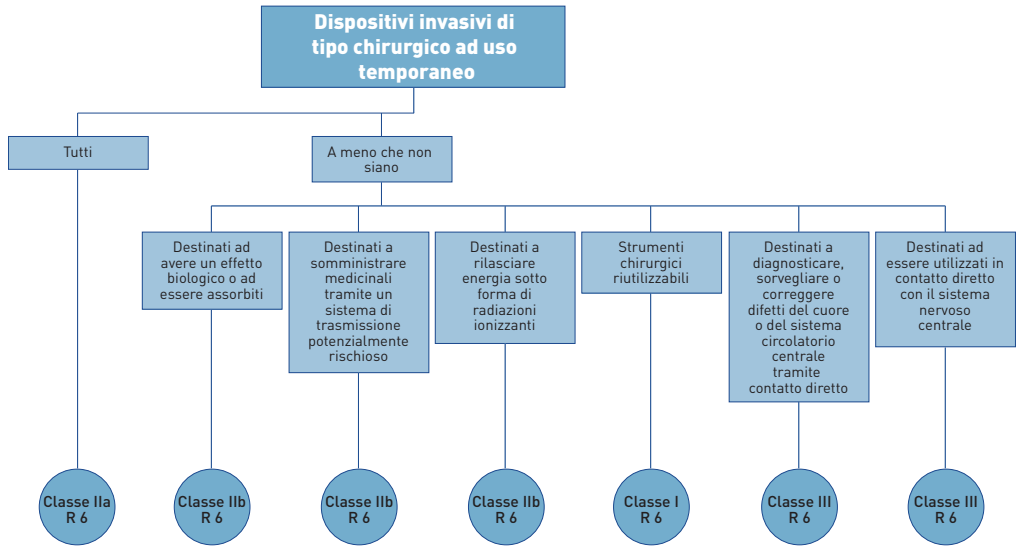 Dispositivi invasivi di
tipo chirurgico ad uso
temporaneo
Tutti
A meno che non
siano
Destinati ad
avere un effetto
biologico o ad
essere assorbiti
Destinati a
somministrare
medicinali
tramite un
sistema di
trasmissione
potenzialmente
rischioso
Destinati a
rilasciare
energia sotto
forma di
radiazioni
ionizzanti
Strumenti
chirurgici
riutilizzabili
Destinati a
diagnosticare,
sorvegliare o
correggere
difetti del cuore
o del sistema
circolatorio
centrale
tramite
contatto diretto
Destinati ad
essere utilizzati in
contatto diretto
con il sistema
nervoso
centrale
Classe IIa
R 6
Classe IIb
R 6
Classe IIb
R 6
Classe IIb
R 6
Classe I
R 6
Classe III
R 6
Classe III
R 6